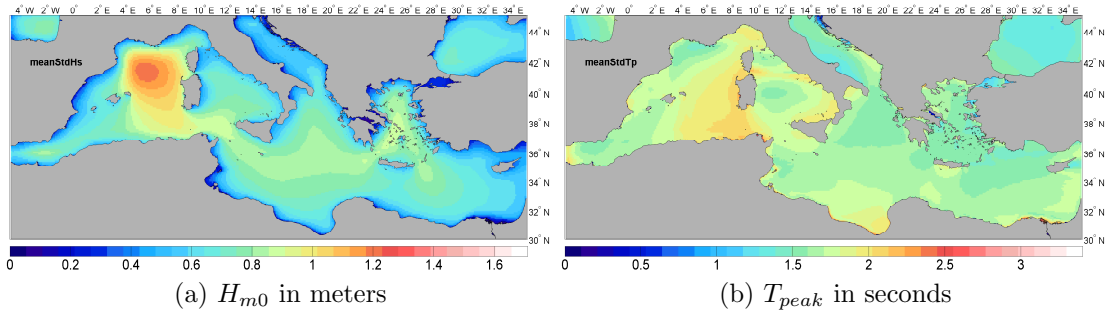 4° W 2° W 0° E 2° E 4° E 6° E 8° E 10° E 12° E 14° E 16° E 18° E 20° E 22° E 24° E 26° E 28° E 30° E 32° E 34° E
meanStdHs
44° N
42° N
40° N
38° N
36° N
34° N
32° N
30° N
0 0.2 0.4 0.6 0.8 1 1.2 1.4 1.6
(a) H_{m0} in meters
4° W 2° W 0° E 2° E 4° E 6° E 8° E 10° E 12° E 14° E 16° E 18° E 20° E 22° E 24° E 26° E 28° E 30° E 32° E 34° E
meanStdTp
44° N
42° N
40° N
38° N
36° N
34° N
32° N
30° N
0 0.5 1 1.5 2 2.5 3
(b) T_{peak} in seconds